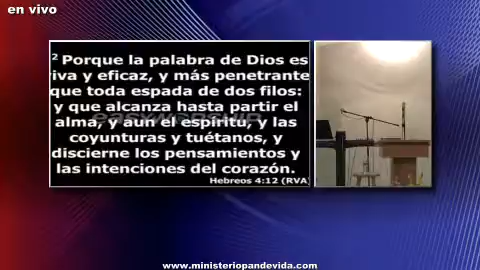 en vivo
2 Porque la palabra de Dios es
viva y eficaz, y más penetrante
que toda espada de dos filos:
y que alcanza hasta partir el
alma, y aun el espíritu, y las
coyunturas y tuétanos, y
discierne los pensamientos y
las intenciones del corazón.
Hebreos 4:12 (RVA)
easyworship
www.ministeriopandevida.com